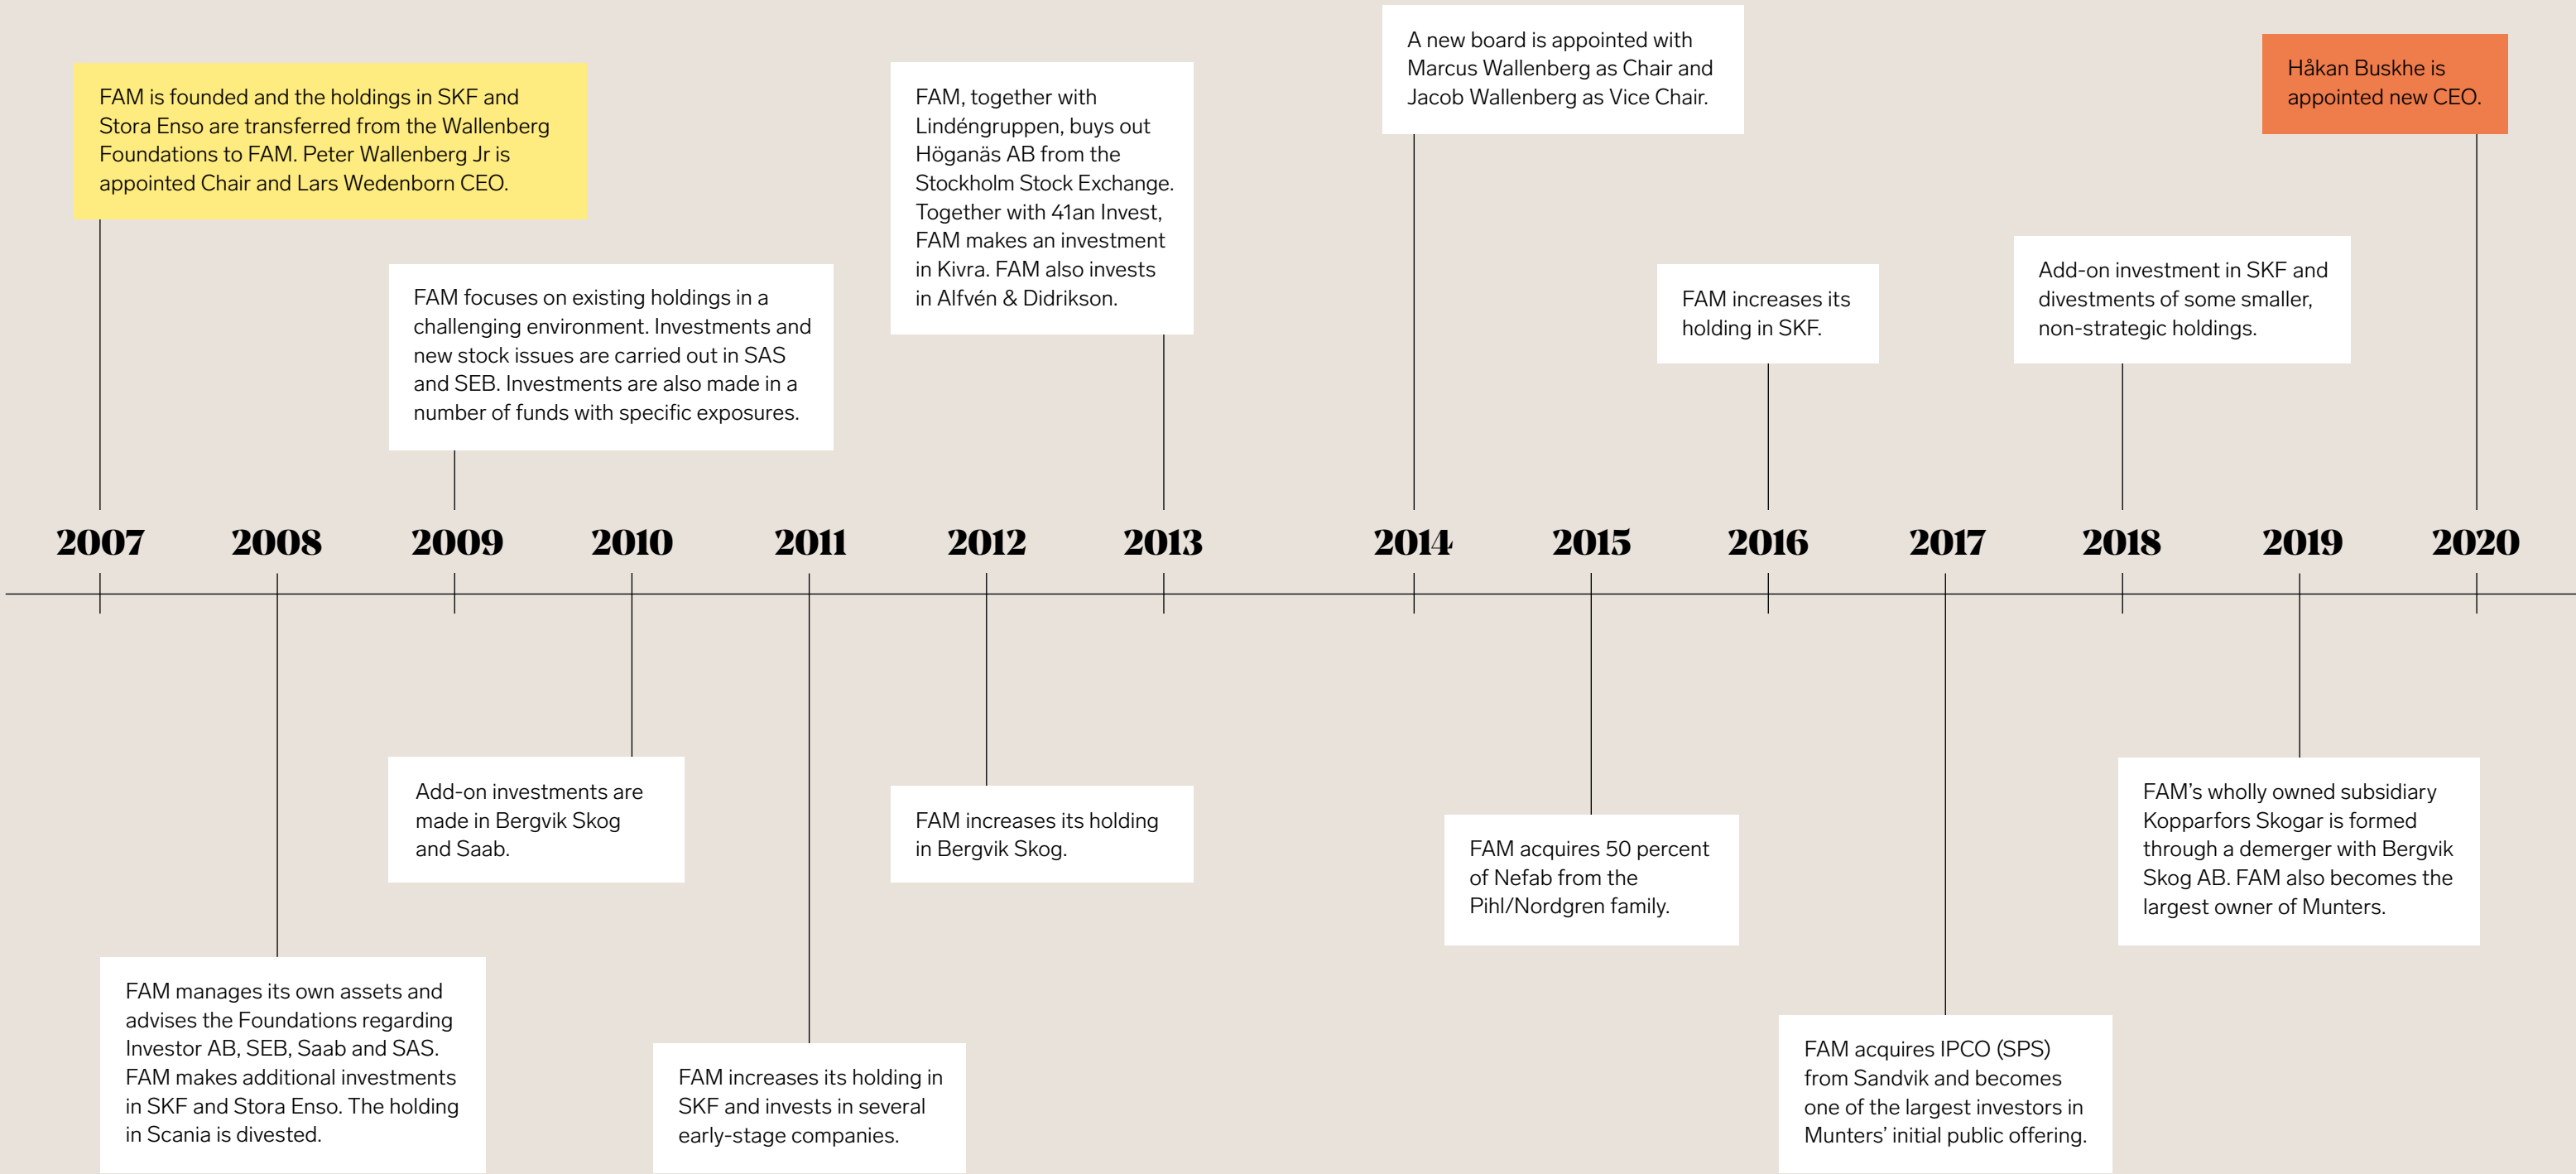 FAM is founded and the holdings in SKF and
Stora Enso are transferred from the Wallenberg
Foundations to FAM. Peter Wallenberg Jr is
appointed Chair and Lars Wedenborn CEO.
FAM focuses on existing holdings in a
challenging environment. Investments and
new stock issues are carried out in SAS
and SEB. Investments are also made in a
number of funds with specific exposures.
FAM, together with
Lindéngruppen, buys out
Höganäs AB from the
Stockholm Stock Exchange.
Together with 41an Invest,
FAM makes an investment
in Kivra. FAM also invests
in Alfvén & Didrikson.
A new board is appointed with
Marcus Wallenberg as Chair and
Jacob Wallenberg as Vice Chair.
FAM increases its
holding in SKF.
Add-on investment in SKF and
divestments of some smaller,
non-strategic holdings.
Håkan Buskhe is
appointed new CEO.
2007 2008 2009 2010 2011 2012 2013 2014 2015 2016 2017 2018 2019 2020
FAM manages its own assets and
advises the Foundations regarding
Investor AB, SEB, Saab and SAS.
FAM makes additional investments
in SKF and Stora Enso. The holding
in Scania is divested.
Add-on investments are
made in Bergvik Skog
and Saab.
FAM increases its holding in
SKF and invests in several
early-stage companies.
FAM increases its holding
in Bergvik Skog.
FAM acquires 50 percent
of Nefab from the
Pihl/Nordgren family.
FAM acquires IPCO (SPS)
from Sandvik and becomes
one of the largest investors in
Munters’ initial public offering.
FAM’s wholly owned subsidiary
Kopparfors Skogar is formed
through a demerger with Bergvik
Skog AB. FAM also becomes the
largest owner of Munters.